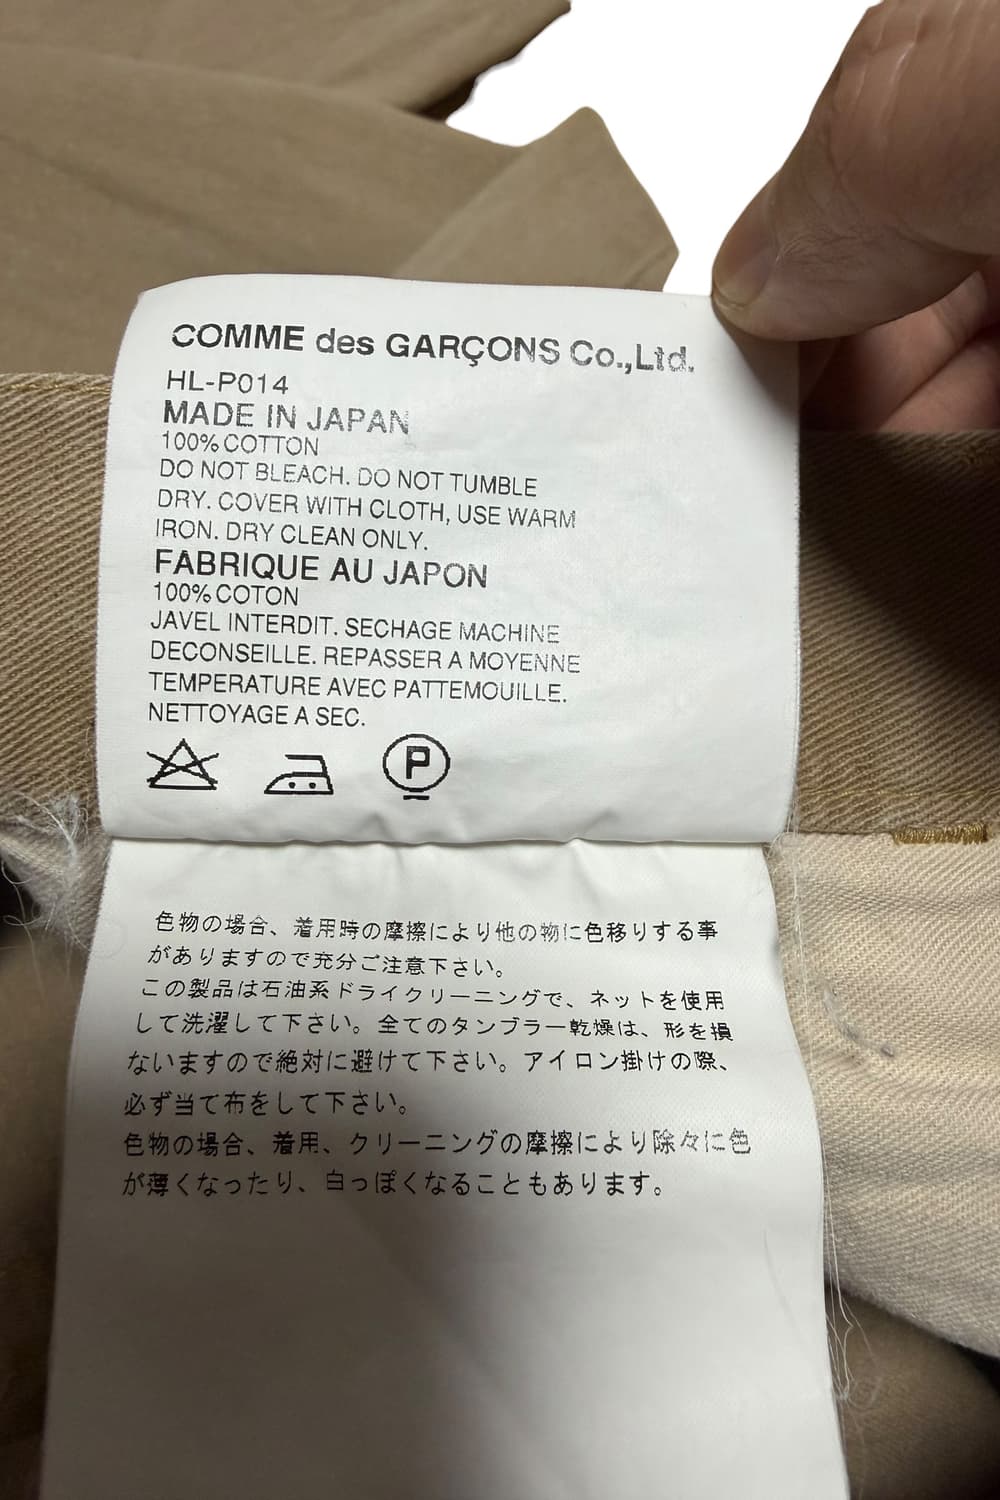 COMME des GARÇONS Co.,Ltd.
HL-P014
MADE IN JAPAN
100% COTTON
DO NOT BLEACH. DO NOT TUMBLE
DRY. COVER WITH CLOTH, USE WARM
IRON. DRY CLEAN ONLY.
FABRIQUE AU JAPON
100% COTON
JAVEL INTERDIT. SECHAGE MACHINE
DECONSEILLE. REPASSER A MOYENNE
TEMPERATURE AVEC PATTEMOUILLE.
NETTOYAGE A SEC.
P
色物の場合、着用時の摩擦により他の物に色移りする事
がありますので充分ご注意下さい。
この製品は石油系ドライクリーニングで、ネットを使用
して洗濯して下さい。全てのタンブラー乾燥は、形を損
ないますので絶対に避けて下さい。アイロン掛けの際、
必ず当て布をして下さい。
色物の場合、着用、クリーニングの摩擦により除々に色
が薄くなったり、白っぽくなることもあります。